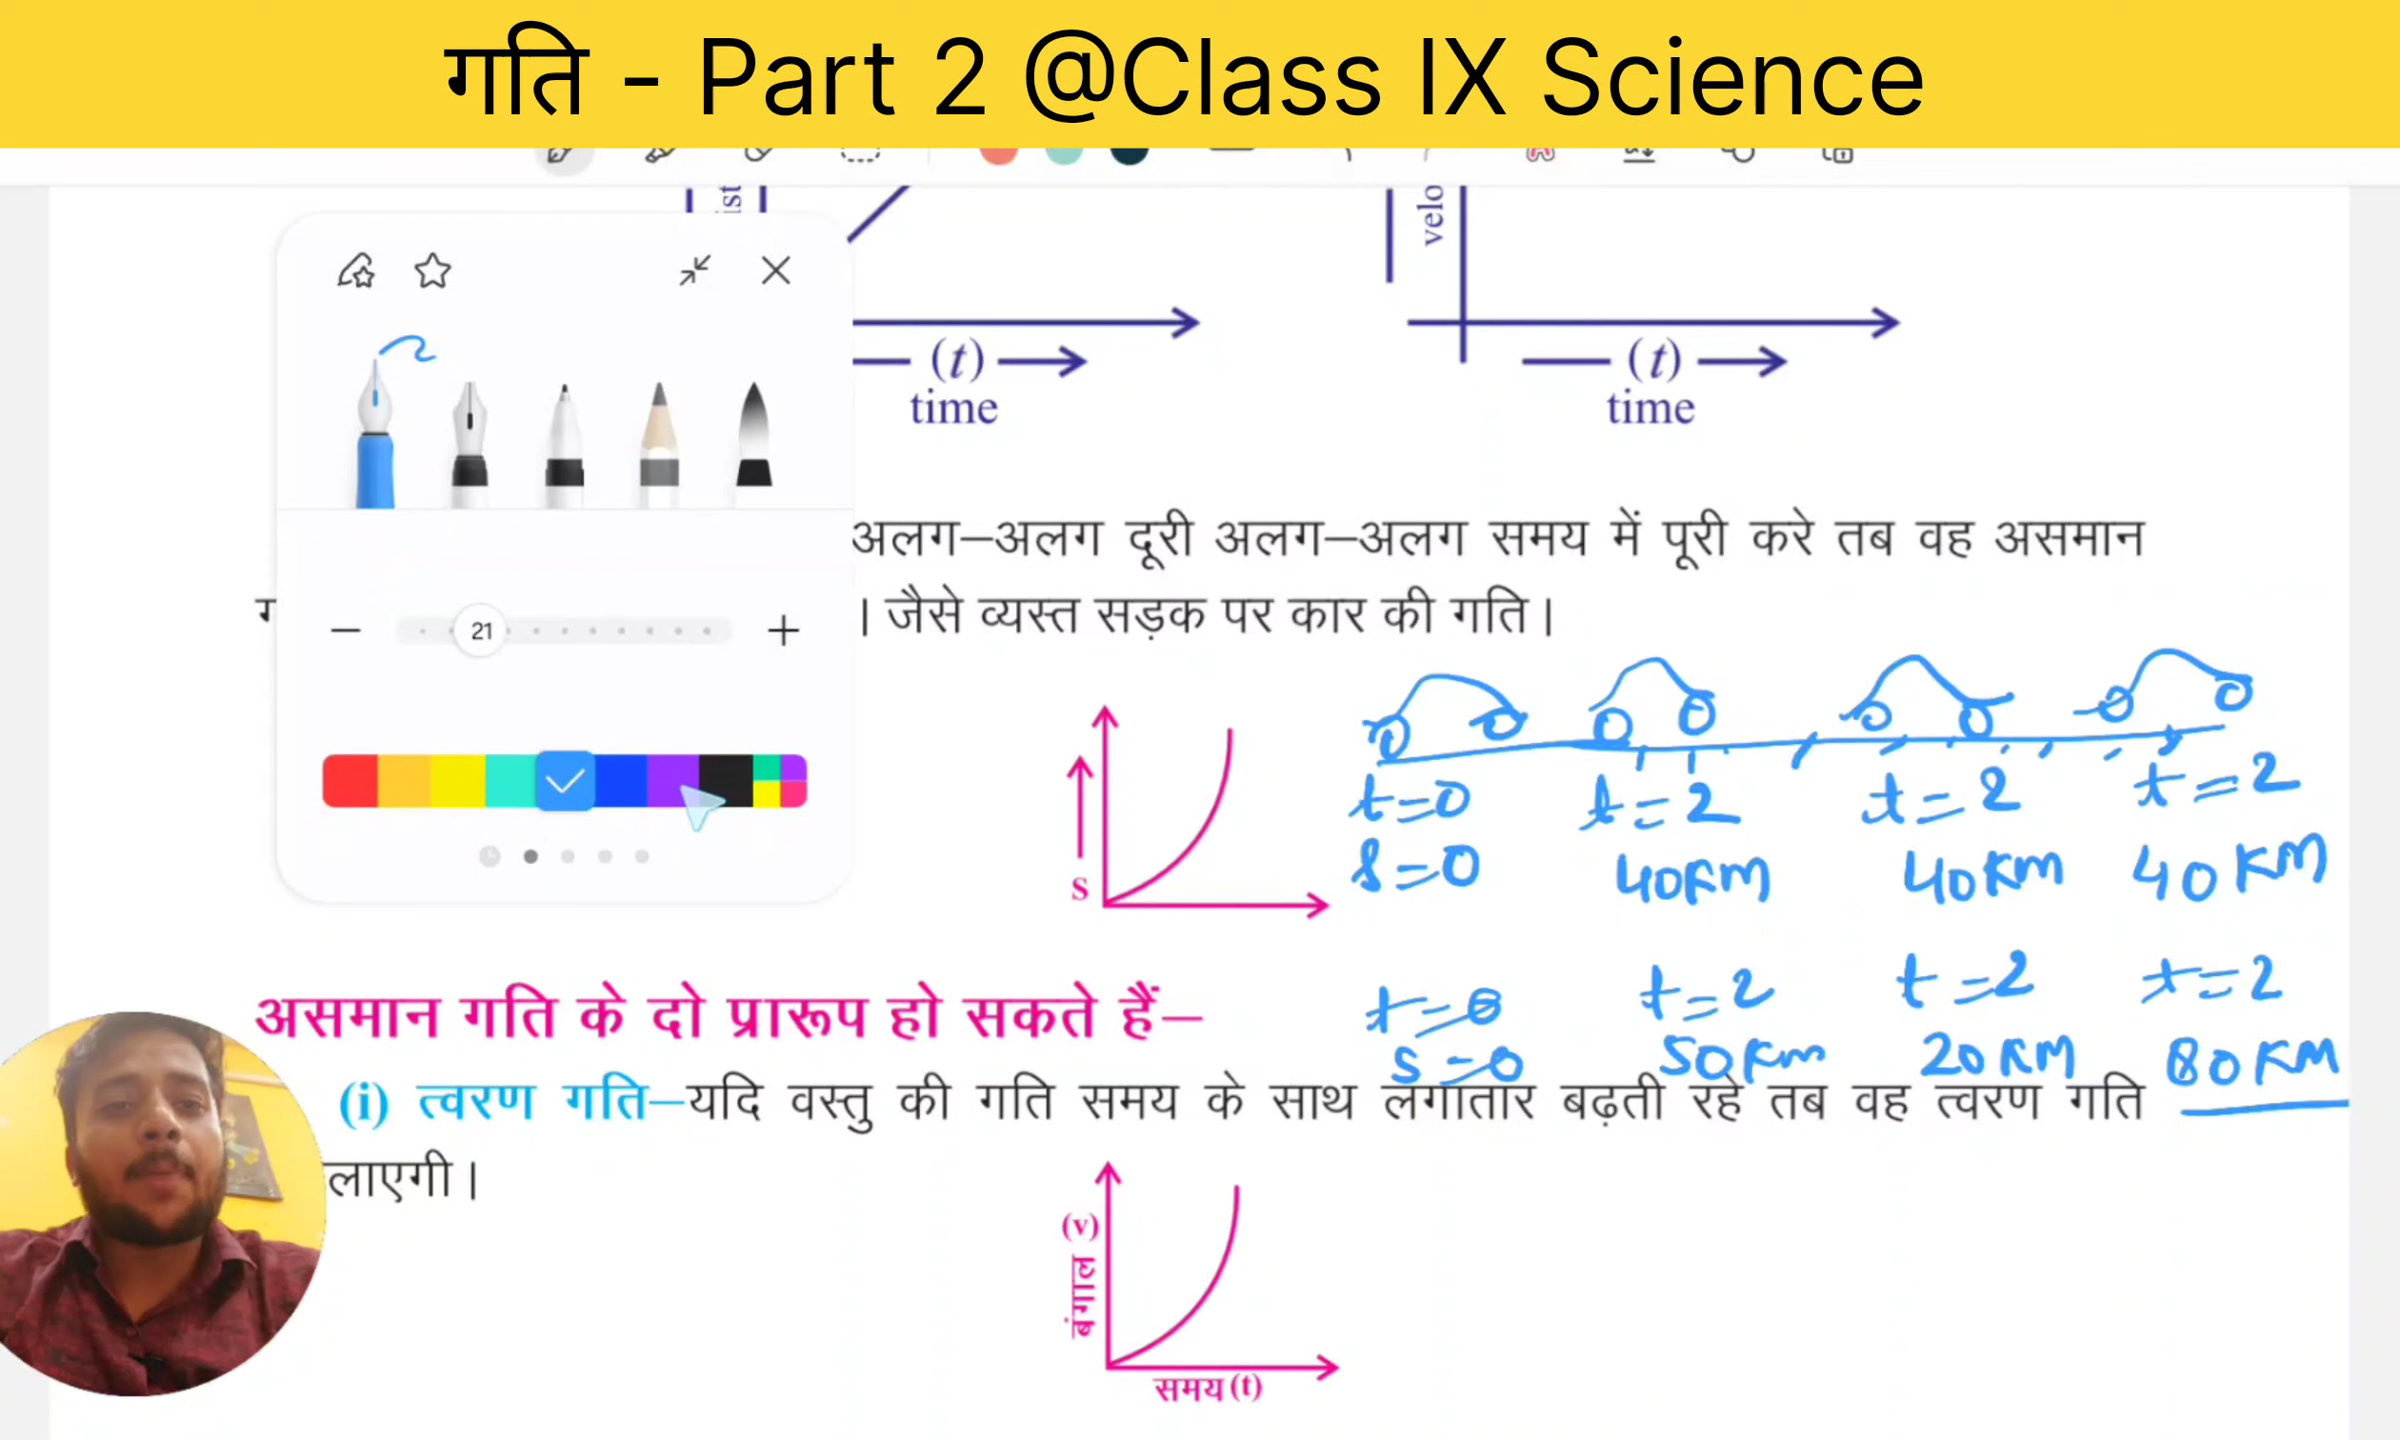 गति - Part 2 @Class IX Science
velo
(t)
time
(t)
time
अलग–अलग दूरी अलग–अलग समय में पूरी करे तब वह असमान
। जैसे व्यस्त सड़क पर कार की गति।
21
s
t=0 t=2 t=2 t=2
s=0 40KM 40KM 40KM
असमान गति के दो प्रारूप हो सकते हैं–
t=0 t=2 t=2 t=2
s=0 50Km 20KM 80KM
(i) त्वरण गति–यदि वस्तु की गति समय के साथ लगातार बढ़ती रहे तब वह त्वरण गति
लाएगी।
बंगाल (v)
समय (t)